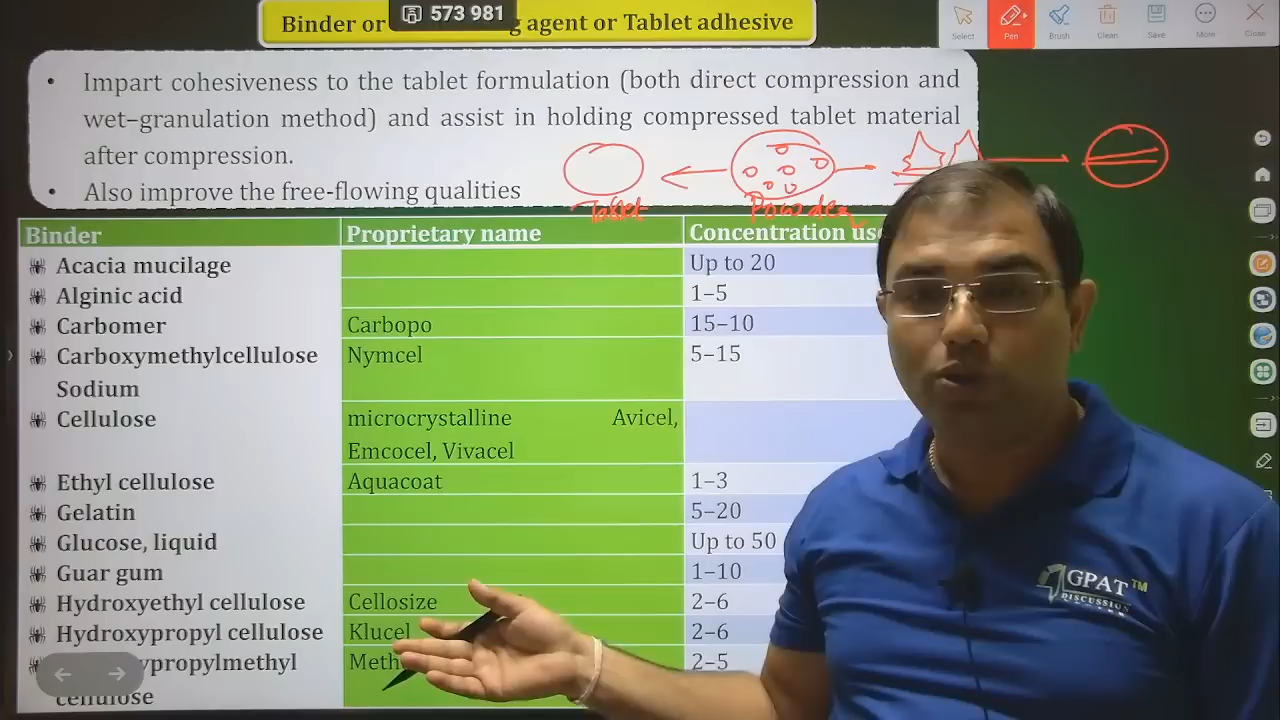 Binder or
g agent or Tablet adhesive
573 981
Select
Pen
Brush
Clean
Save
More
Close
• Impart cohesiveness to the tablet formulation (both direct compression and
wet–granulation method) and assist in holding compressed tablet material
after compression.
• Also improve the free-flowing qualities
Tablet
Powder
Binder Proprietary name Concentration use
Acacia mucilage Up to 20
Alginic acid 1–5
Carbomer Carbopo 15–10
Carboxymethylcellulose Nymcel 5–15
Sodium
Cellulose microcrystalline Avicel,
Emcocel, Vivacel
Ethyl cellulose Aquacoat 1–3
Gelatin 5–20
Glucose, liquid Up to 50
Guar gum 1–10
Hydroxyethyl cellulose Cellosize 2–6
Hydroxypropyl cellulose Klucel 2–6
ypropylmethyl Meth 2–5
cellulose
GPAT™
DISCUSSION